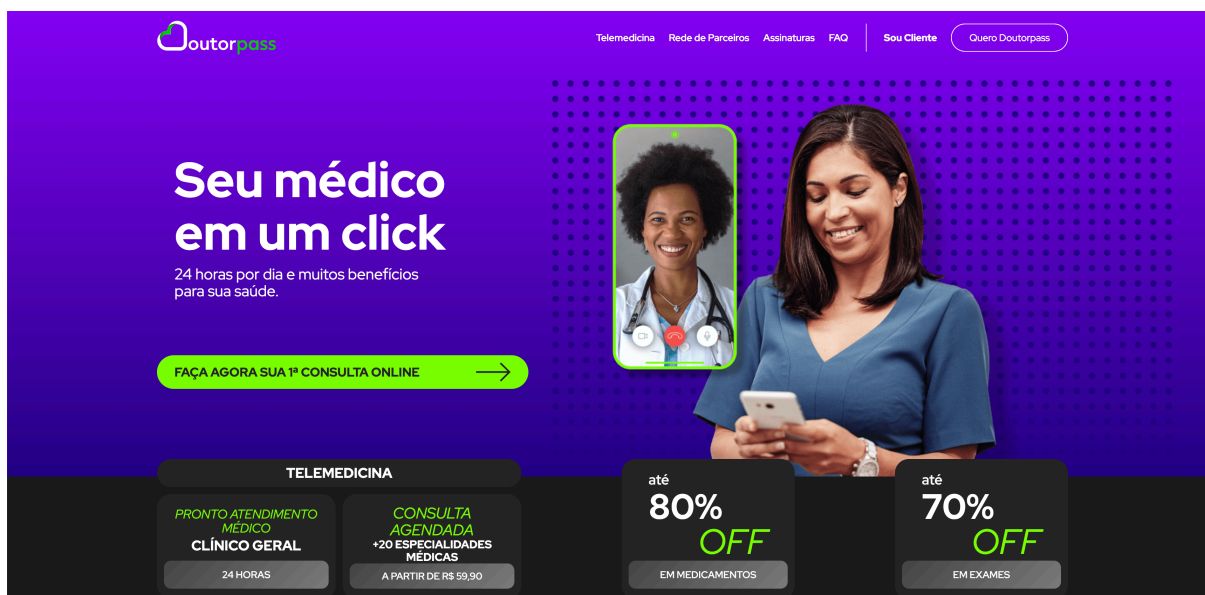 Doutorpass
Telemedicina Rede de Parceiros Assinaturas FAQ Sou Cliente Quero Doutorpass
Seu médico
em um click
24 horas por dia e muitos benefícios
para sua saúde.
FAÇA AGORA SUA 1ª CONSULTA ONLINE
TELEMEDICINA
PRONTO ATENDIMENTO
MÉDICO
CLÍNICO GERAL
24 HORAS
CONSULTA
AGENDADA
+20 ESPECIALIDADES
MÉDICAS
A PARTIR DE R$ 59,90
até
80%
OFF
EM MEDICAMENTOS
até
70%
OFF
EM EXAMES